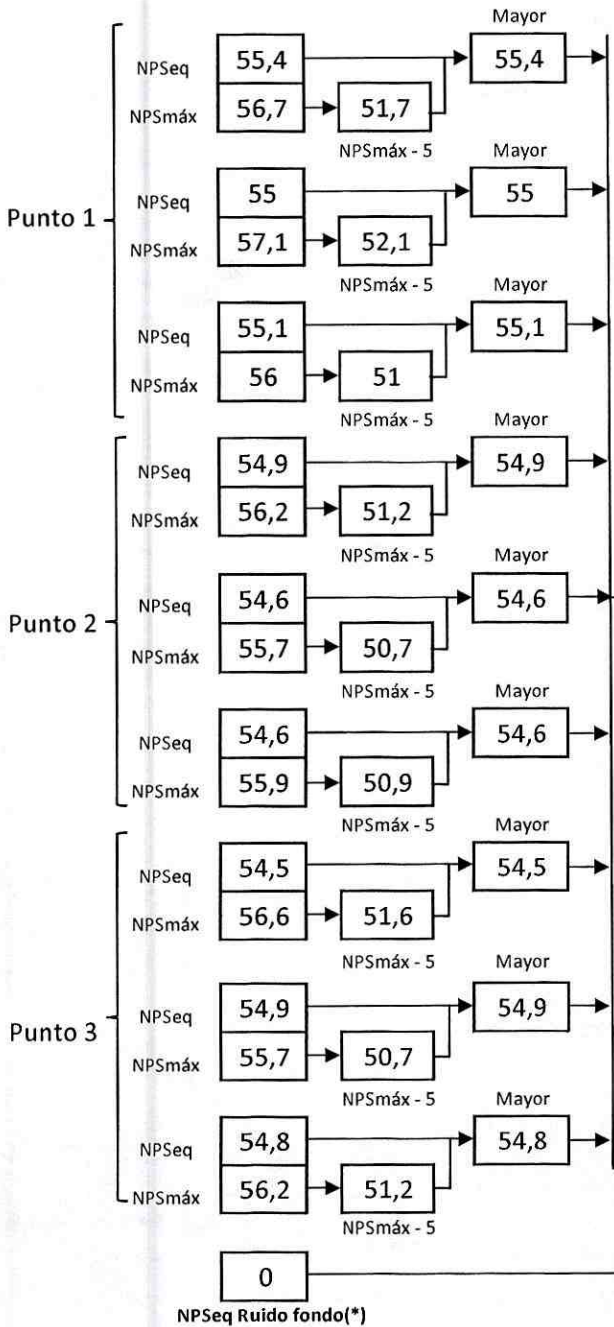 Mayor
NPSeq 55,4 55,4
NPSmáx 56,7 51,7
NPSmáx - 5
Mayor
NPSeq 55 55
Punto 1
NPSmáx 57,1 52,1
NPSmáx - 5
Mayor
NPSeq 55,1 55,1
NPSmáx 56 51
NPSmáx - 5
Mayor
NPSeq 54,9 54,9
NPSmáx 56,2 51,2
NPSmáx - 5
Mayor
NPSeq 54,6 54,6
Punto 2
NPSmáx 55,7 50,7
NPSmáx - 5
Mayor
NPSeq 54,6 54,6
NPSmáx 55,9 50,9
NPSmáx - 5
Mayor
NPSeq 54,5 54,5
NPSmáx 56,6 51,6
NPSmáx - 5
Mayor
NPSeq 54,9 54,9
Punto 3
NPSmáx 55,7 50,7
NPSmáx - 5
Mayor
NPSeq 54,8 54,8
NPSmáx 56,2 51,2
NPSmáx - 5
0
NPSeq Ruido fondo(*)